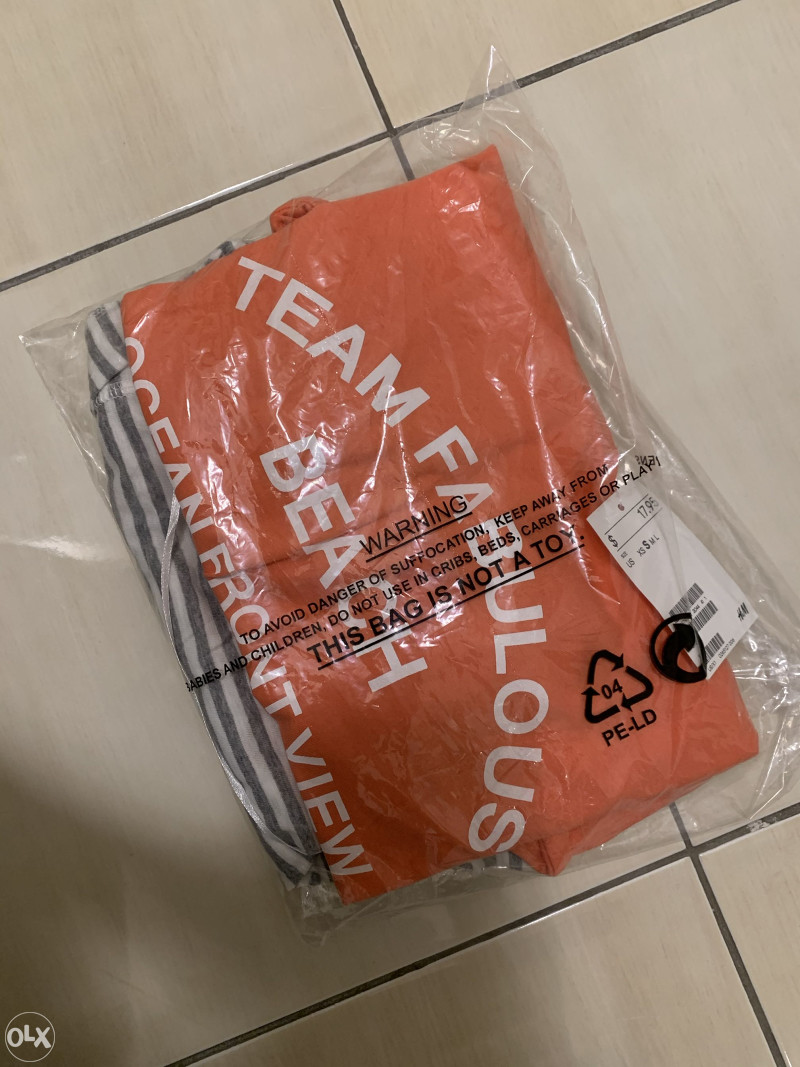 TEAM FABULOUS
BEACH
OCEAN FRONT VIEW
WARNING
TO AVOID DANGER OF SUFFOCATION, KEEP AWAY FROM
BABIES AND CHILDREN, DO NOT USE IN CRIBS, BEDS, CARRIAGES OR PLAY
THIS BAG IS NOT A TOY.
$
17,95
US XS S M L
H&M
04
PE-LD
OLX